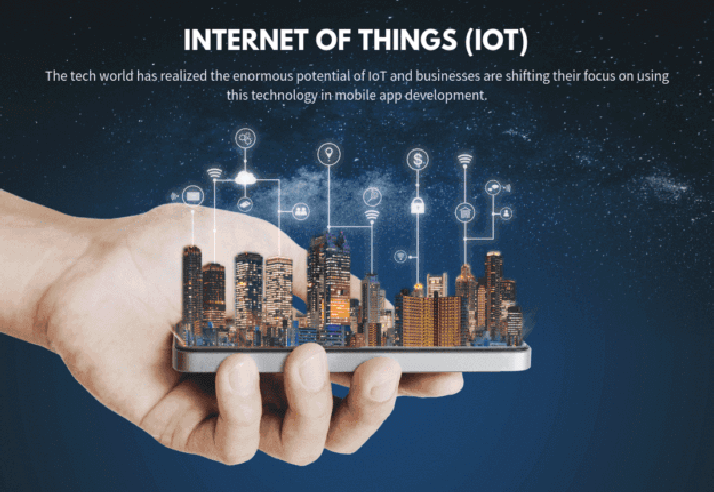 INTERNET OF THINGS (IOT)
The tech world has realized the enormous potential of IoT and businesses are shifting their focus on using
this technology in mobile app development.